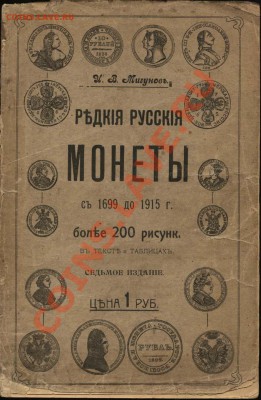 И. В. Мигуновъ.
РѢДКІЯ РУССКІЯ
МОНЕТЫ
съ 1699 до 1915 г.
болѣе 200 рисунк.
ВЪ ТЕКСТѢ и ТАБЛИЦАХЪ.
СЕДЬМОЕ ИЗДАНІЕ
ЦѢНА 1 РУБ.
РУБЛЬ